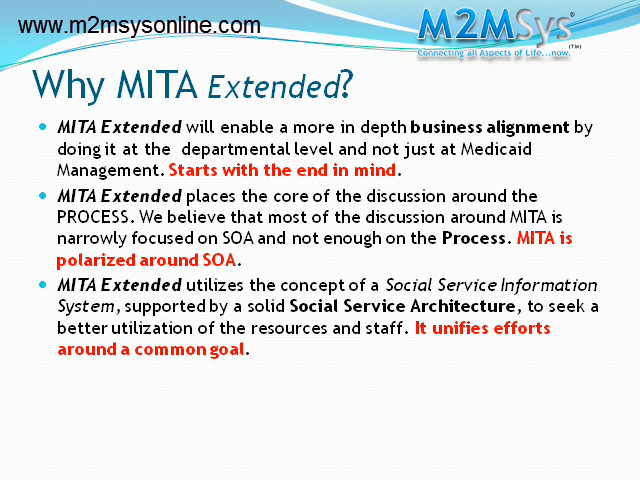 www.m2msysonline.com
M2MSys®
Connecting all Aspects of Life...now.
(TM)
Why MITA Extended?
• MITA Extended will enable a more in depth business alignment by
doing it at the departmental level and not just at Medicaid
Management. Starts with the end in mind.
• MITA Extended places the core of the discussion around the
PROCESS. We believe that most of the discussion around MITA is
narrowly focused on SOA and not enough on the Process. MITA is
polarized around SOA.
• MITA Extended utilizes the concept of a Social Service Information
System, supported by a solid Social Service Architecture, to seek a
better utilization of the resources and staff. It unifies efforts
around a common goal.